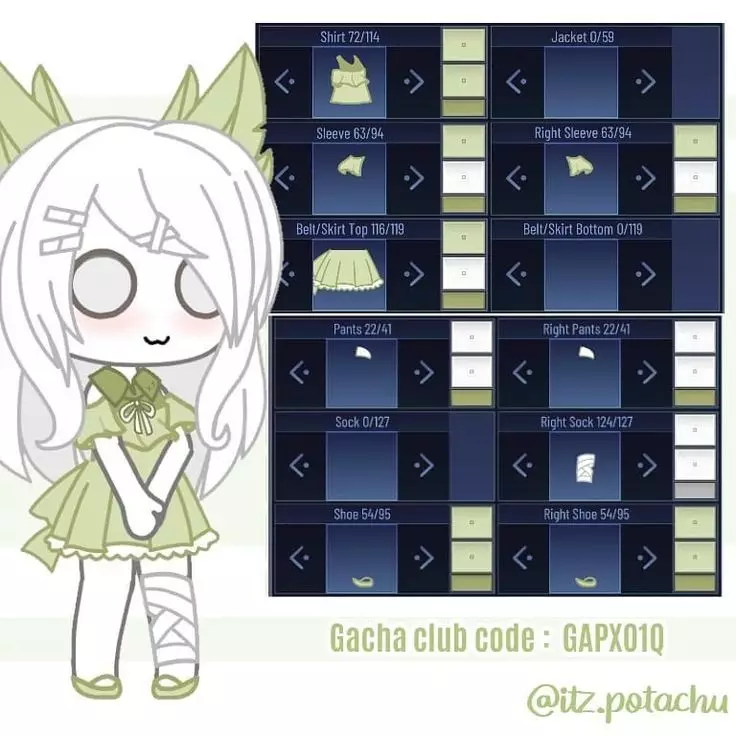 Shirt 72/114
Jacket 0/59
Sleeve 63/94
Right Sleeve 63/94
Belt/Skirt Top 116/119
Belt/Skirt Bottom 0/119
Pants 22/41
Right Pants 22/41
Sock 0/127
Right Sock 124/127
Shoe 54/95
Right Shoe 54/95
Gacha club code : GAPX01Q
@itz.potachu